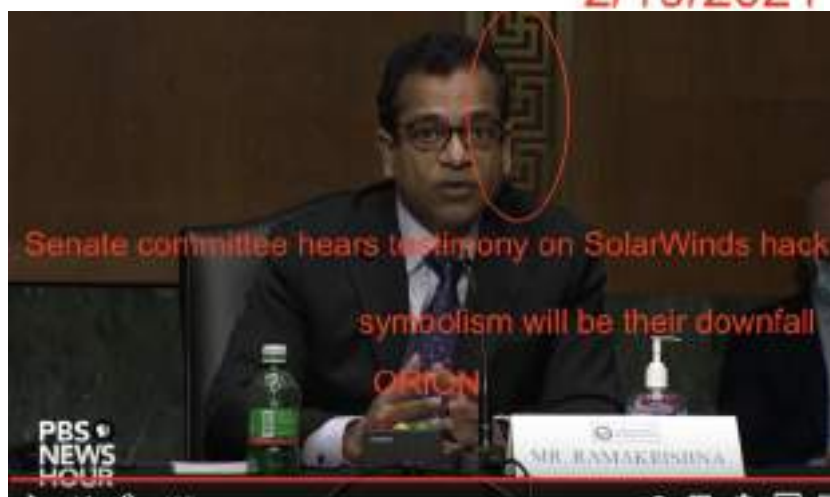 Senate committee hears testimony on SolarWinds hack
symbolism will be their downfall
ORION
PBS
NEWS
HOUR
MR. RAMAKRISHNA